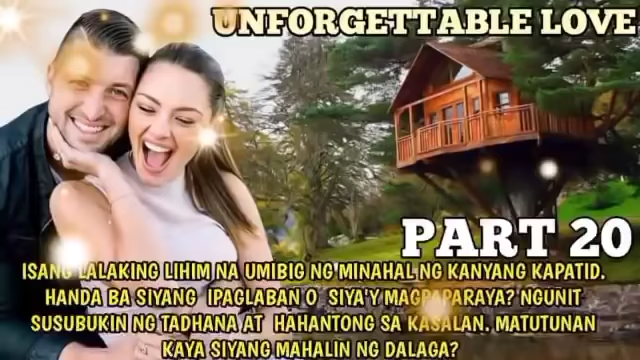 UNFORGETTABLE LOVE
PART 20
ISANG LALAKING LIHIM NA UMIBIG NG MINAHAL NG KANYANG KAPATID.
HANDA BA SIYANG IPAGLABAN O SIYA'Y MAGPAPARAYA? NGUNIT
SUSUBUKIN NG TADHANA AT HAHANTONG SA KASALAN. MATUTUNAN
KAYA SIYANG MAHALIN NG DALAGA?